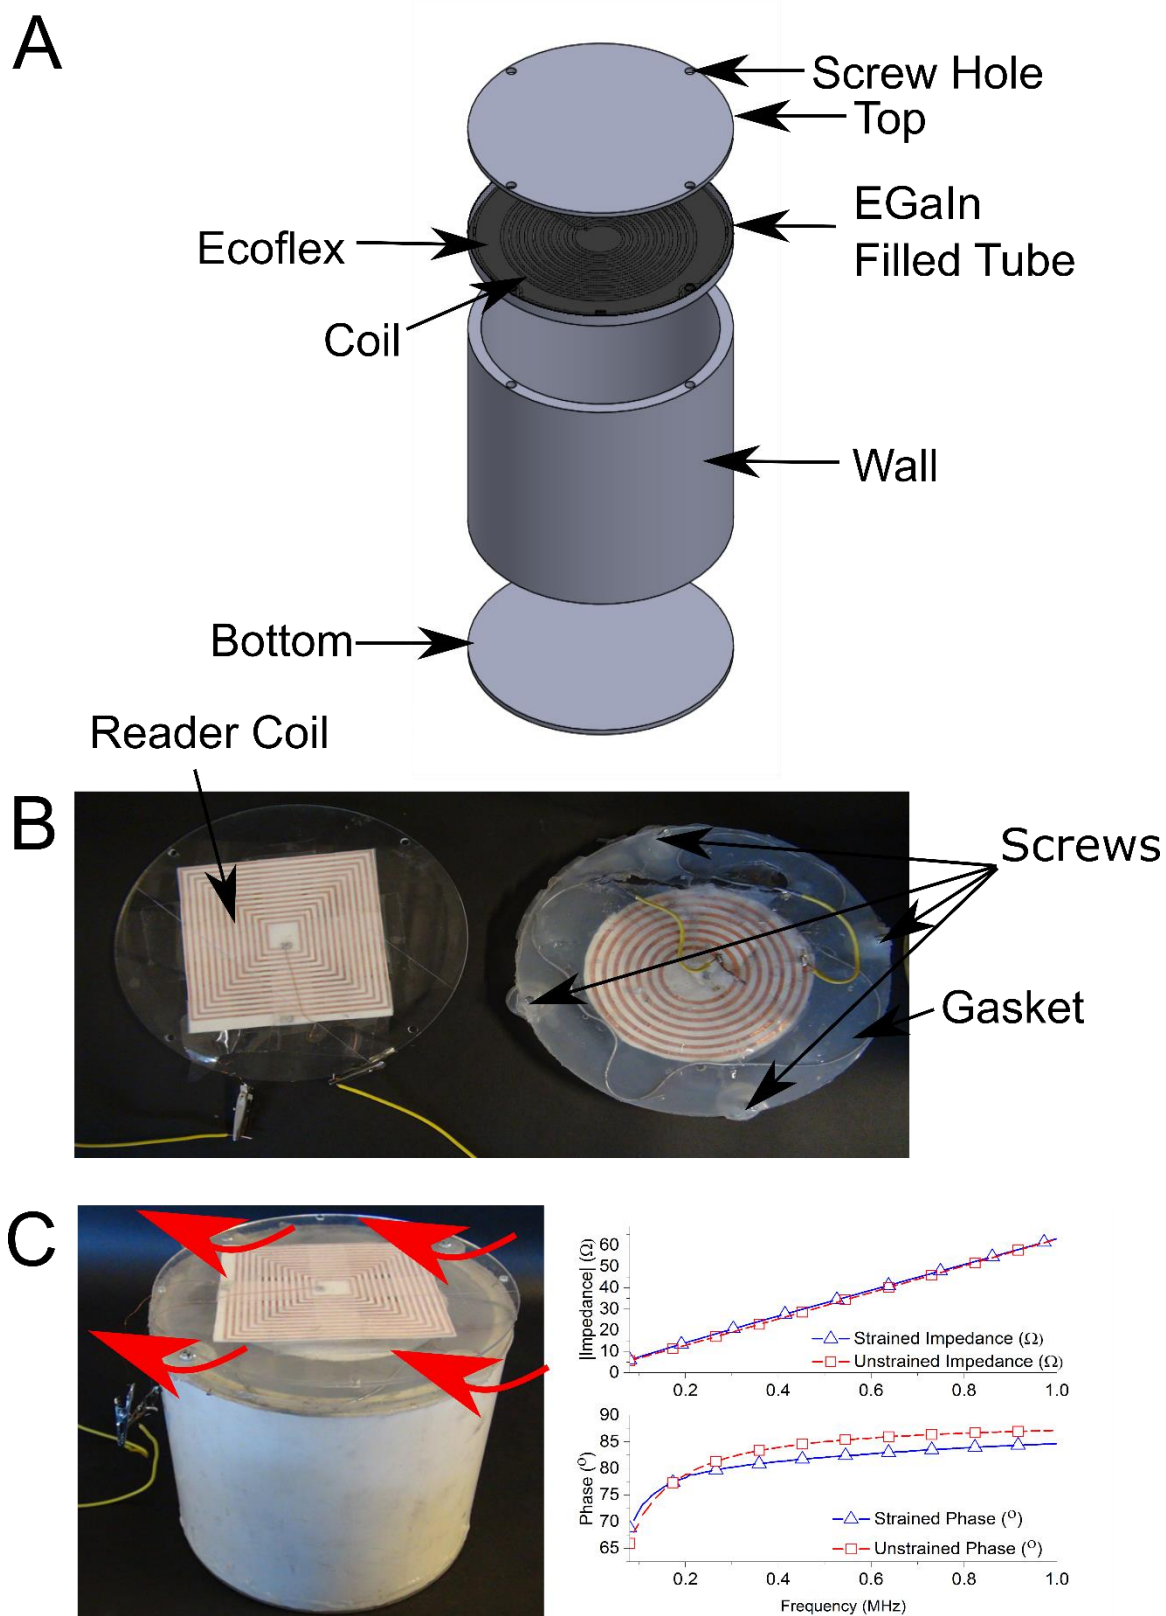 A
Screw Hole
Top
EGaIn
Filled Tube
Ecoflex
Coil
Wall
Bottom
Reader Coil
B
Screws
Gasket
C
|Impedance| (Ω)
60
50
40
30
20
10
0
Strained Impedance (Ω)
Unstrained Impedance (Ω)
0.2 0.4 0.6 0.8 1.0
Phase (°)
90
85
80
75
70
65
Strained Phase (°)
Unstrained Phase (°)
0.2 0.4 0.6 0.8 1.0
Frequency (MHz)